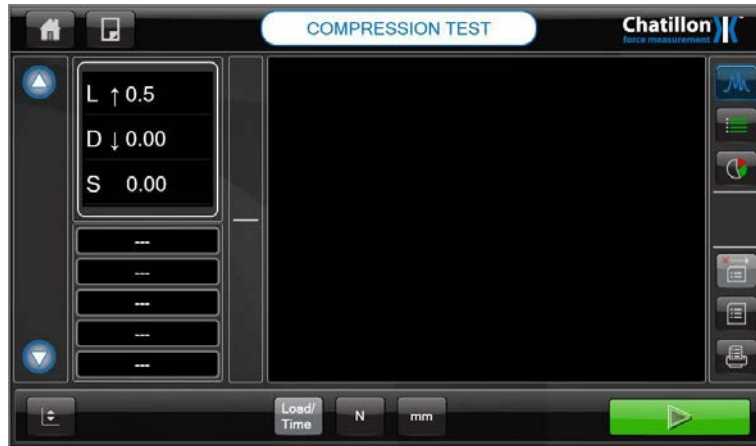 COMPRESSION TEST
Chatillon
force measurement
L ↑ 0.5
D ↓ 0.00
S 0.00
---
---
---
---
---
Load/
Time
N
mm